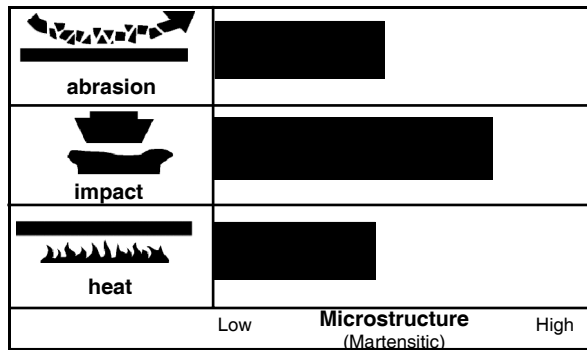 abrasion
impact
heat
Low Microstructure High
(Martensitic)